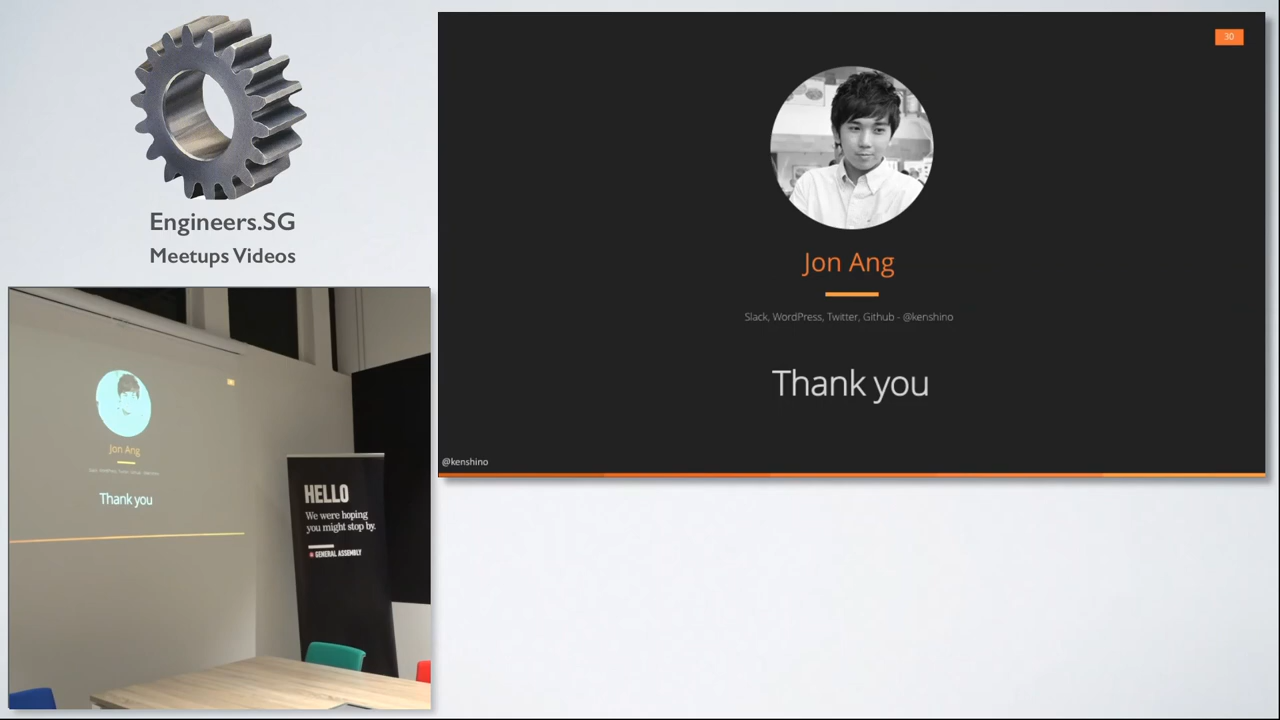 Engineers.SG
Meetups Videos
30
Jon Ang
Slack, WordPress, Twitter, Github - @kenshino
Thank you
@kenshino
Jon Ang
Thank you
HELLO
We were hoping
you might stop by.
GENERAL ASSEMBLY